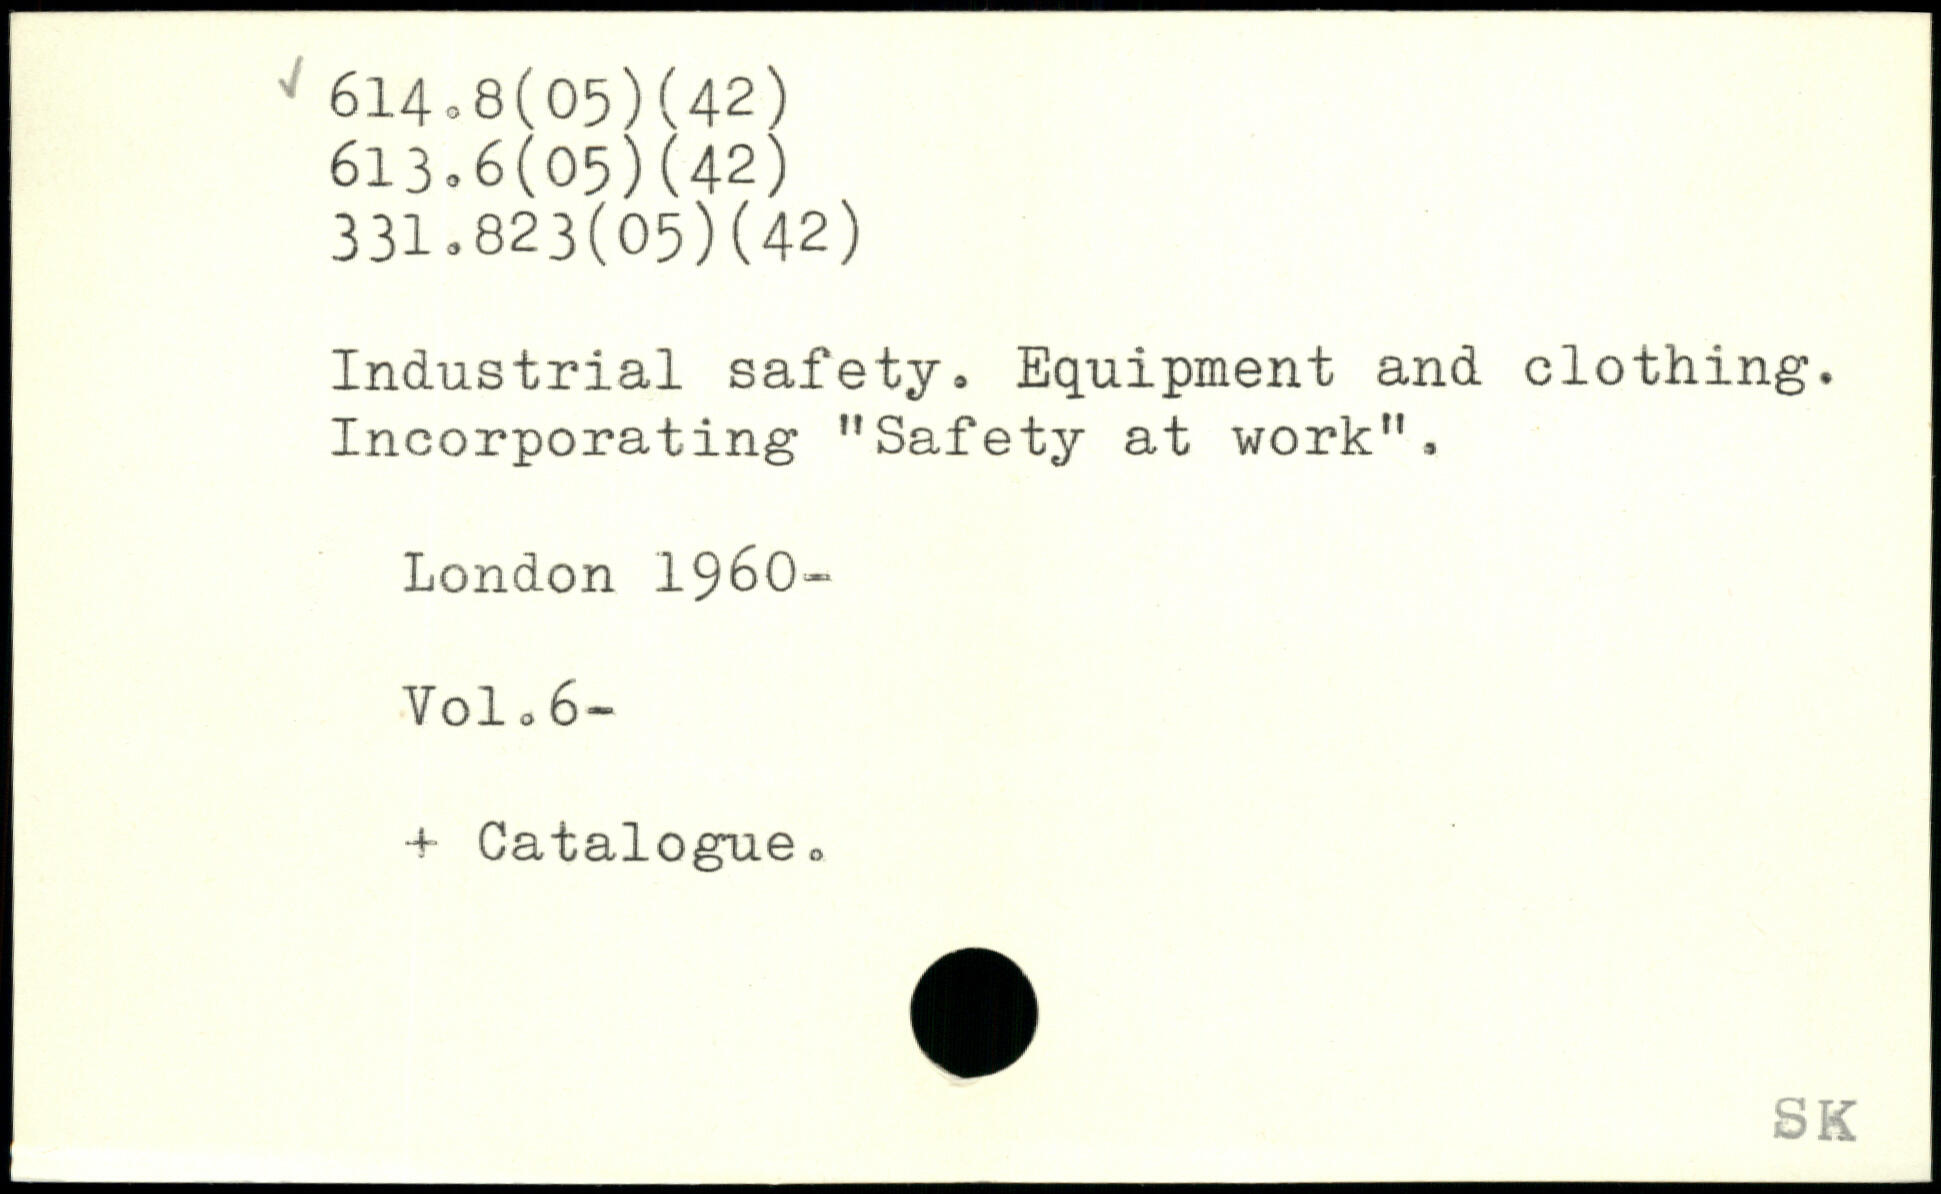 ✓ 614.8(05)(42)
613.6(05)(42)
331.823(05)(42)
Industrial safety. Equipment and clothing.
Incorporating "Safety at work".
London 1960-
Vol.6-
+ Catalogue.
SK